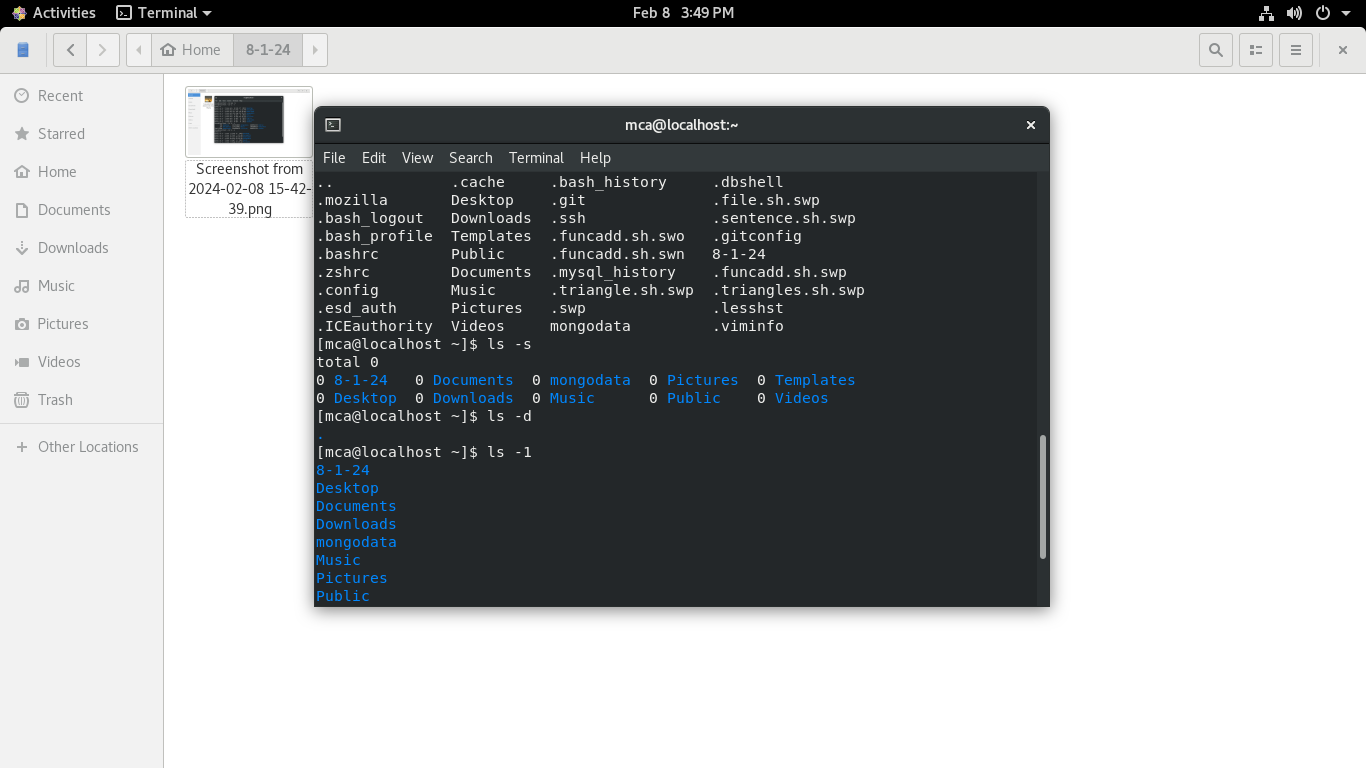 Activities Terminal Feb 8 3:49 PM
Home 8-1-24
Recent
Starred
Home
Documents
Downloads
Music
Pictures
Videos
Trash
Other Locations
Screenshot from
2024-02-08 15-42-
39.png
mca@localhost:~
File Edit View Search Terminal Help
.. .cache .bash_history .dbshell
.mozilla Desktop .git .file.sh.swp
.bash_logout Downloads .ssh .sentence.sh.swp
.bash_profile Templates .funcadd.sh.swo .gitconfig
.bashrc Public .funcadd.sh.swn 8-1-24
.zshrc Documents .mysql_history .funcadd.sh.swp
.config Music .triangle.sh.swp .triangles.sh.swp
.esd_auth Pictures .swp .lesshst
.ICEauthority Videos mongodata .viminfo
[mca@localhost ~]$ ls -s
total 0
0 8-1-24 0 Documents 0 mongodata 0 Pictures 0 Templates
0 Desktop 0 Downloads 0 Music 0 Public 0 Videos
[mca@localhost ~]$ ls -d
.
[mca@localhost ~]$ ls -1
8-1-24
Desktop
Documents
Downloads
mongodata
Music
Pictures
Public